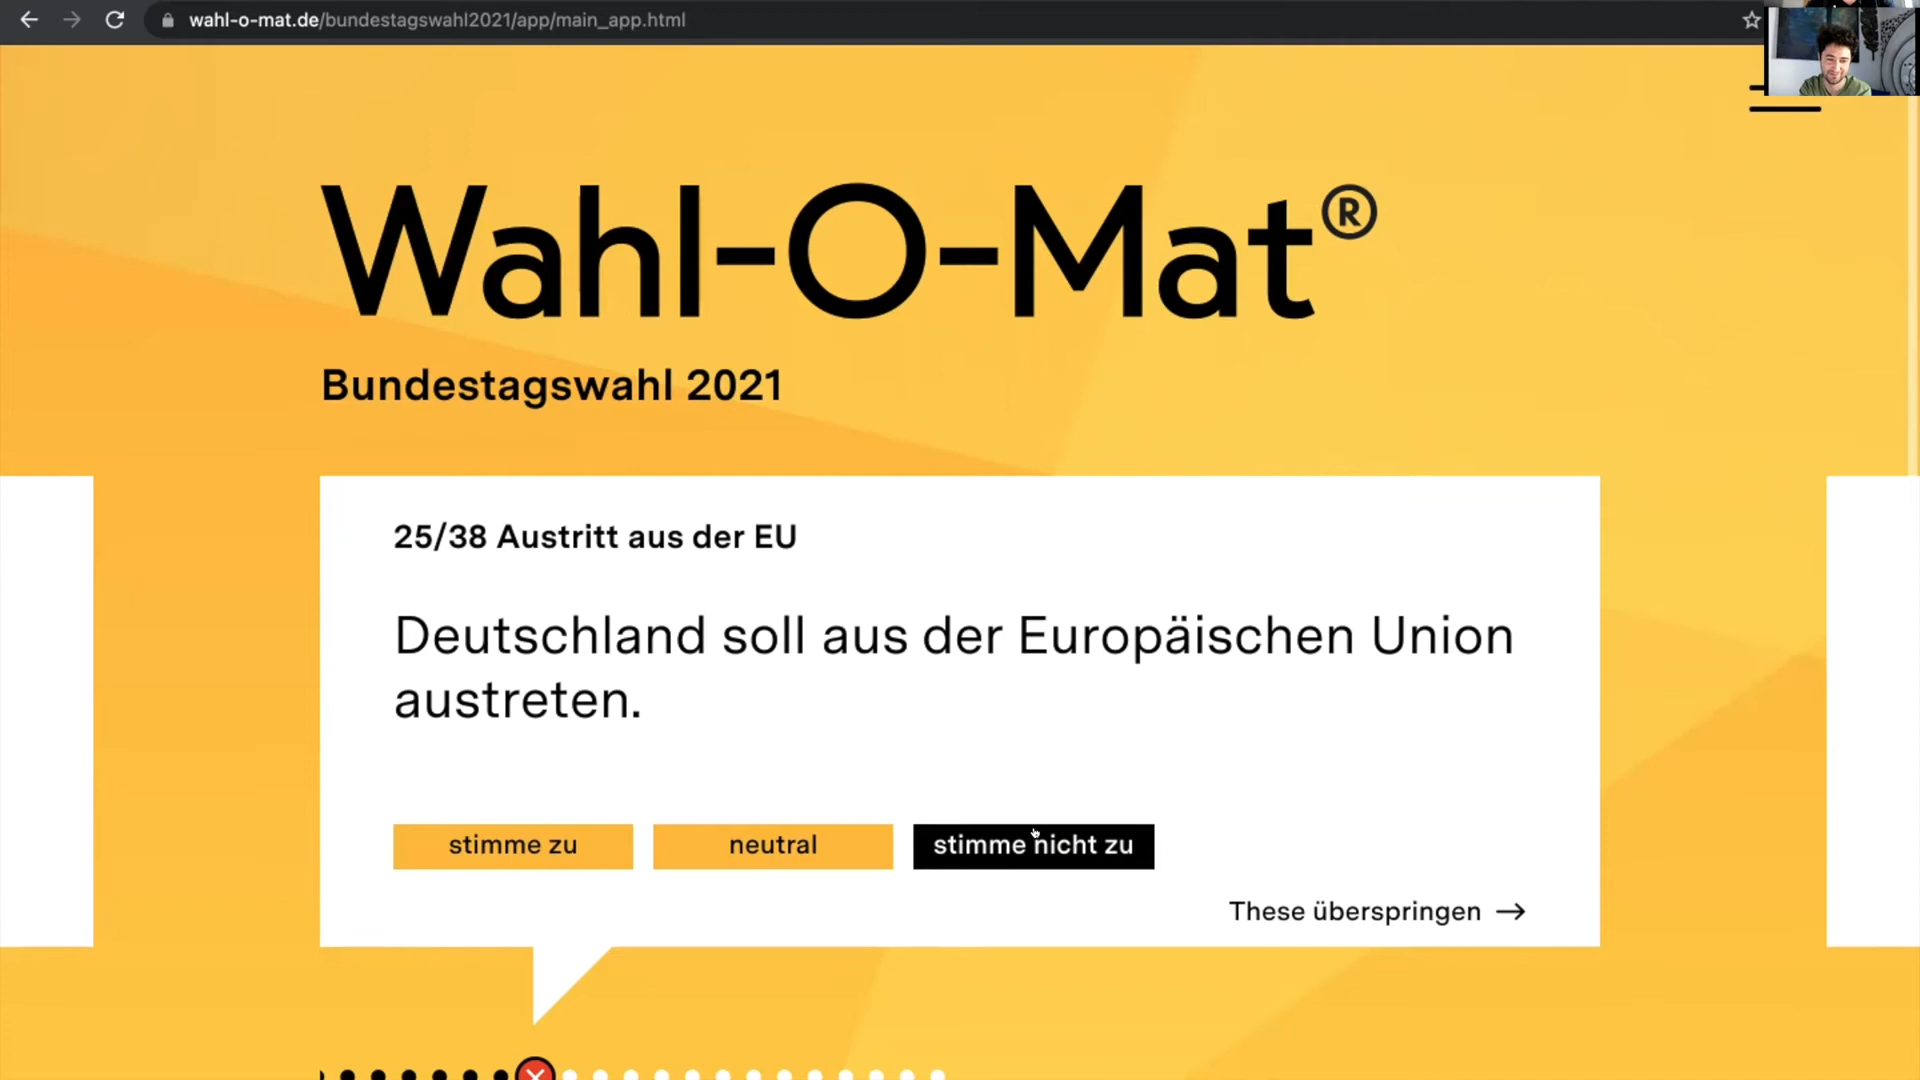 wahl-o-mat.de/bundestagswahl2021/app/main_app.html
Wahl-O-Mat®
Bundestagswahl 2021
25/38 Austritt aus der EU
Deutschland soll aus der Europäischen Union
austreten.
stimme zu
neutral
stimme nicht zu
These überspringen →